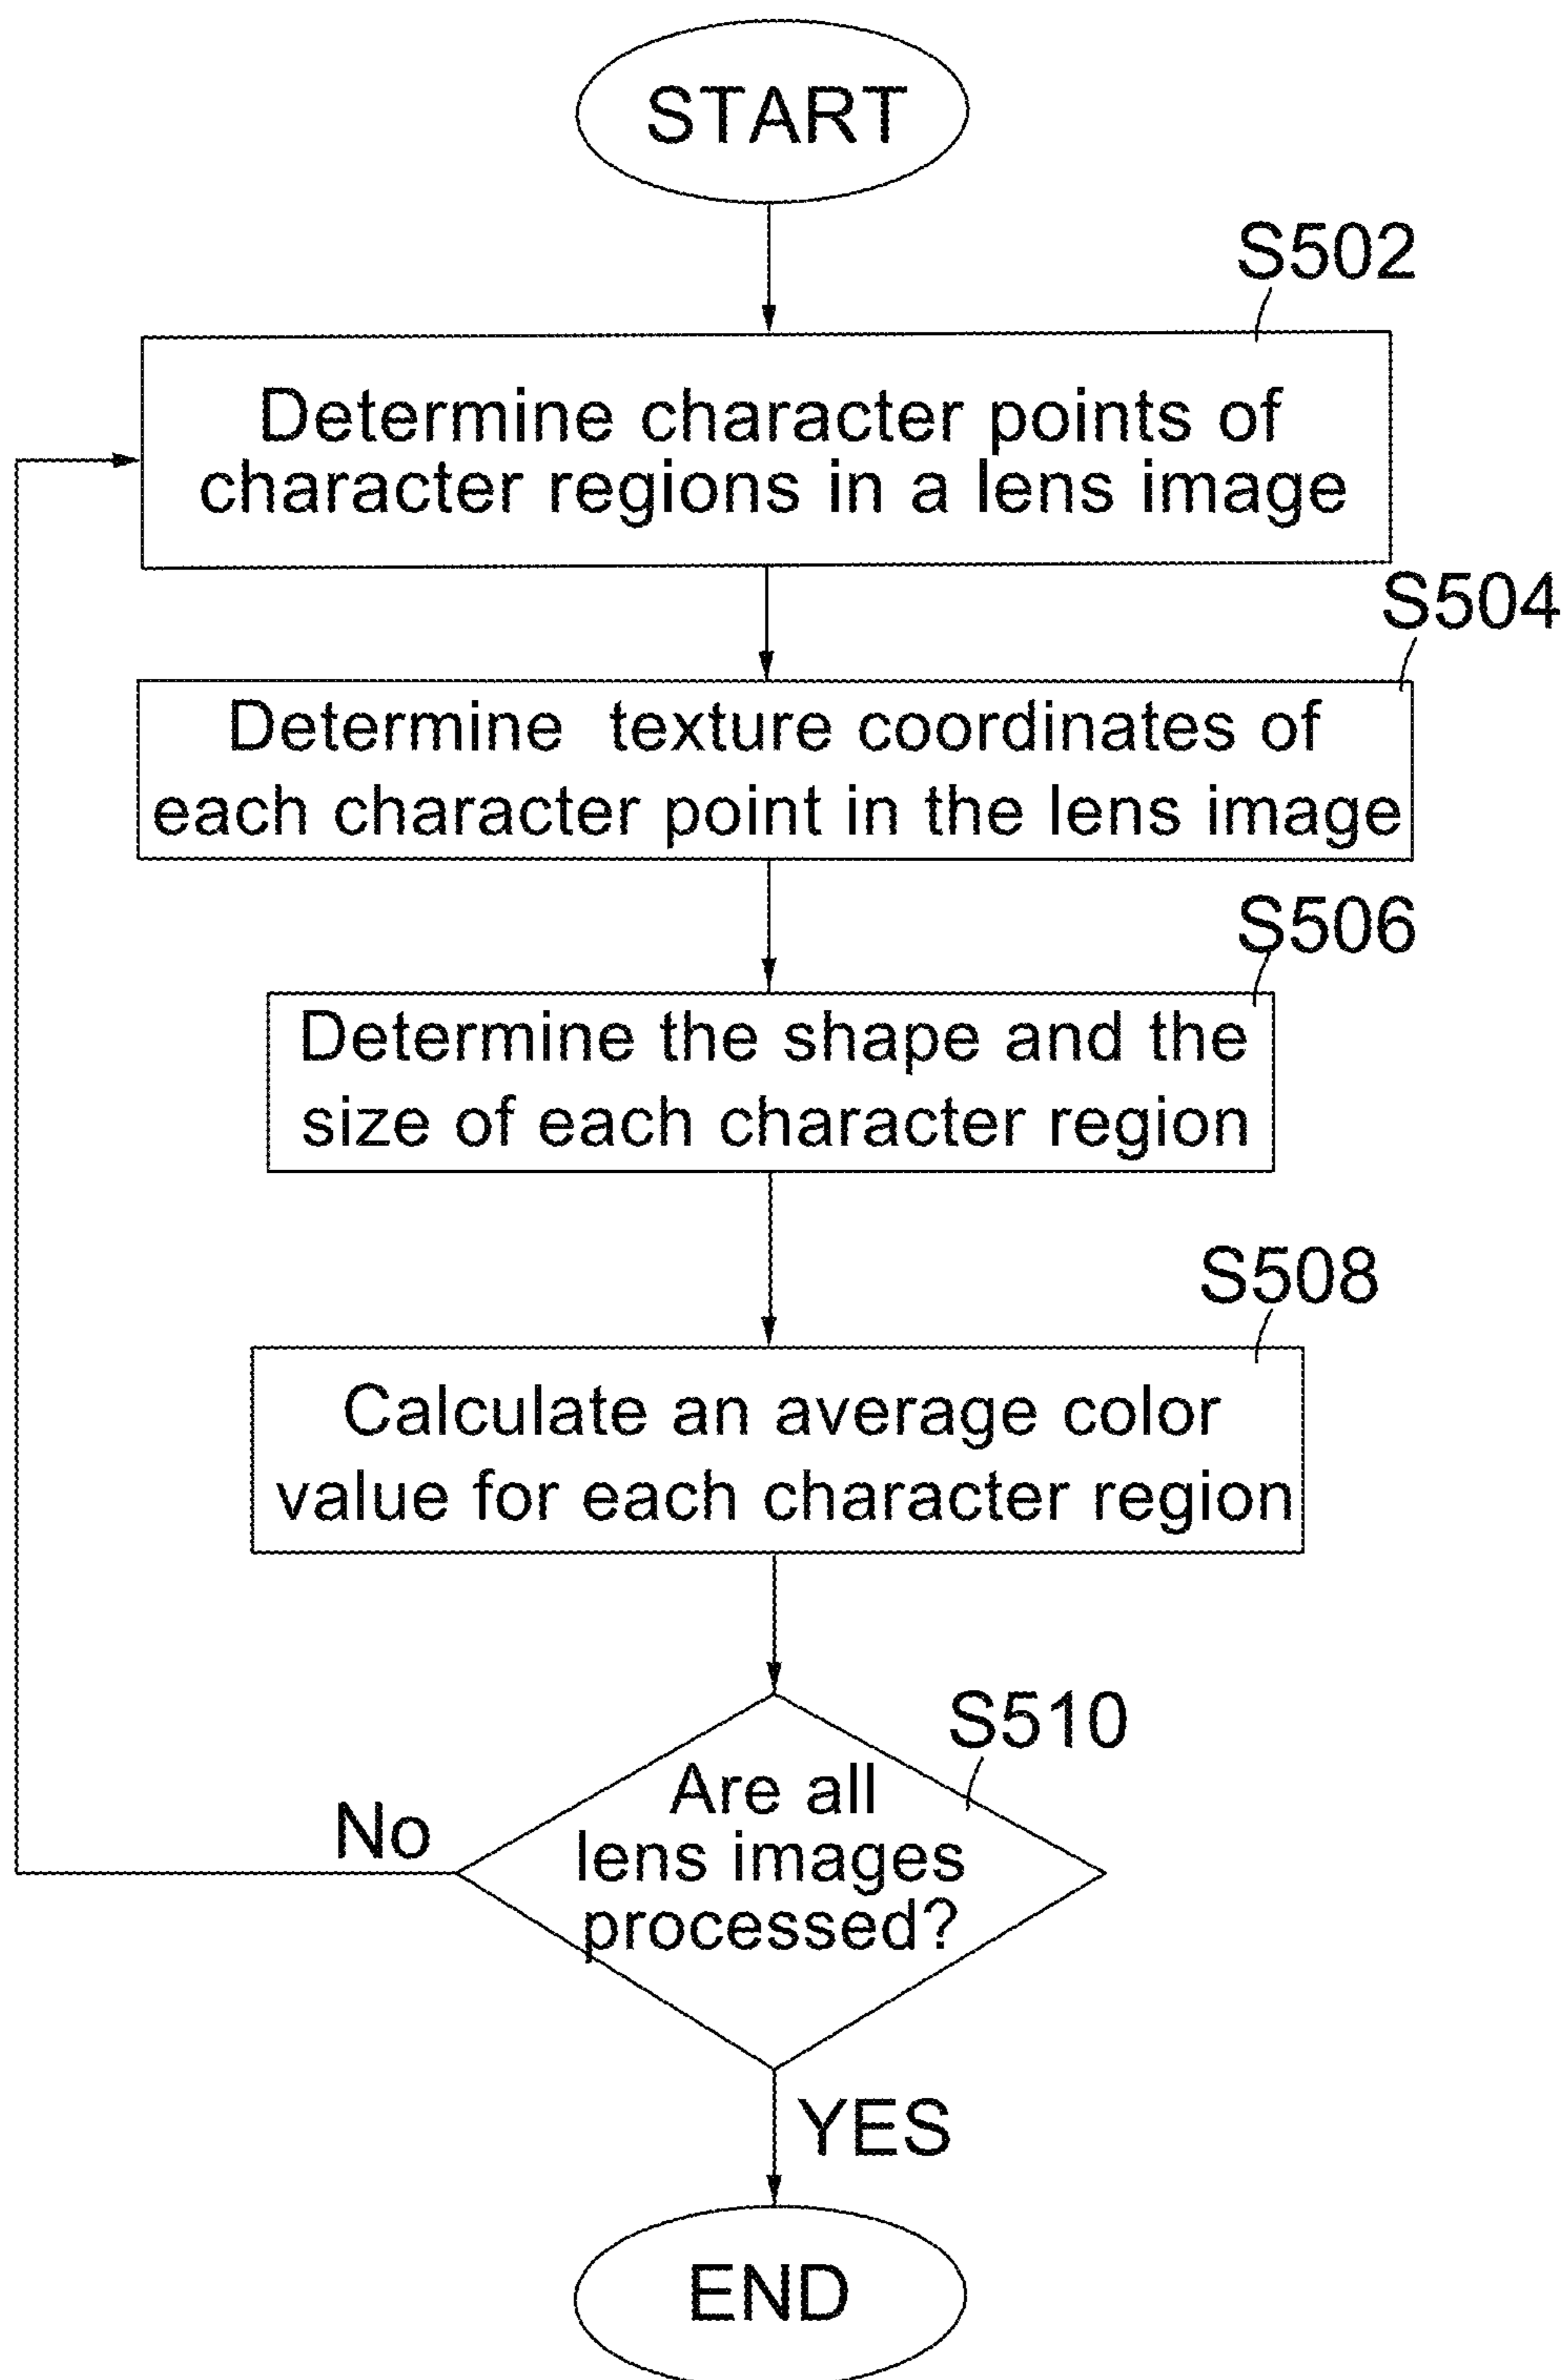 START
S502
Determine character points of
character regions in a lens image
S504
Determine texture coordinates of
each character point in the lens image
S506
Determine the shape and the
size of each character region
S508
Calculate an average color
value for each character region
S510
Are all
lens images
processed?
No
YES
END